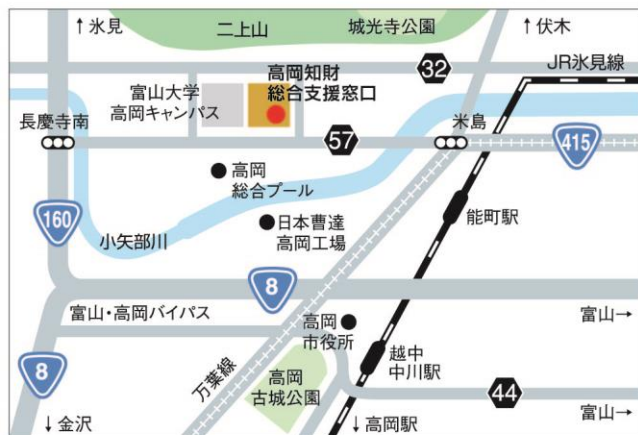 ↑氷見
二上山
城光寺公園
↑伏木
JR氷見線
32
富山大学
高岡キャンパス
高岡知財
総合支援窓口
長慶寺南
57
米島
415
高岡
総合プール
160
小矢部川
日本曹達
高岡工場
能町駅
8
富山・高岡バイパス
富山→
高岡
市役所
万葉線
越中
中川駅
8
高岡
古城公園
44
↓金沢
↓高岡駅
富山→